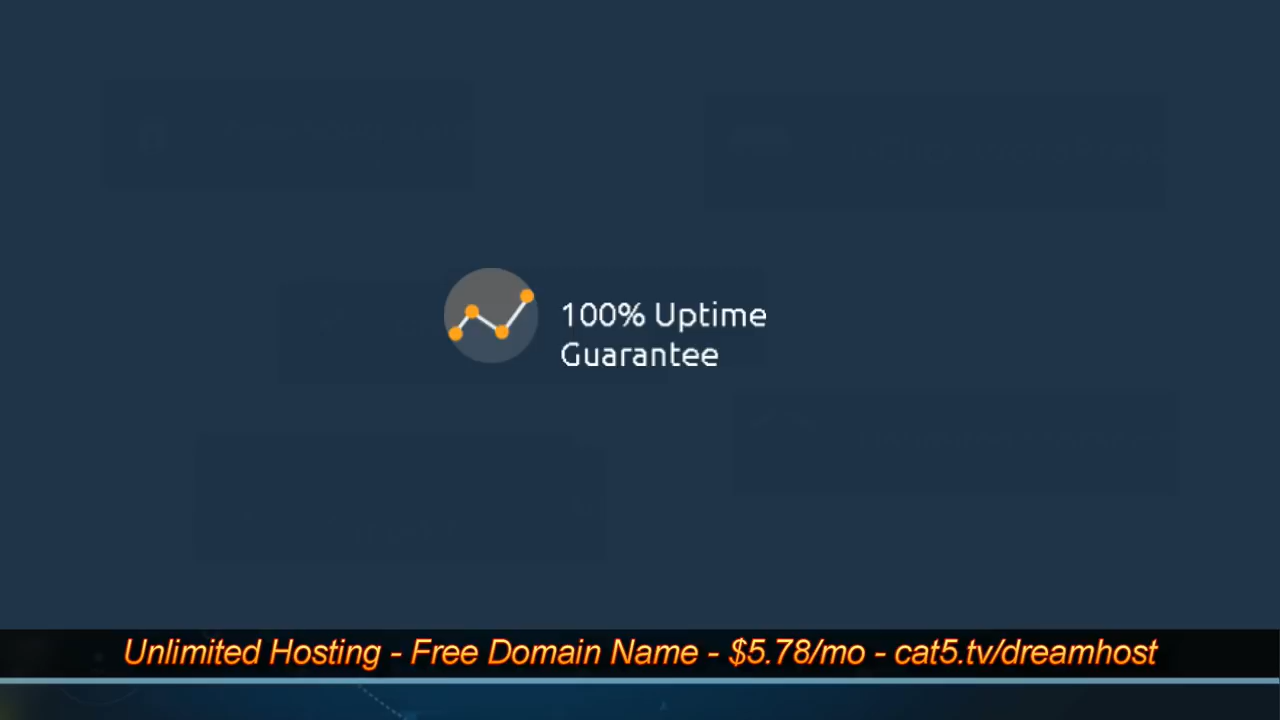 100% Uptime
Guarantee
Unlimited Hosting - Free Domain Name - $5.78/mo - cat5.tv/dreamhost